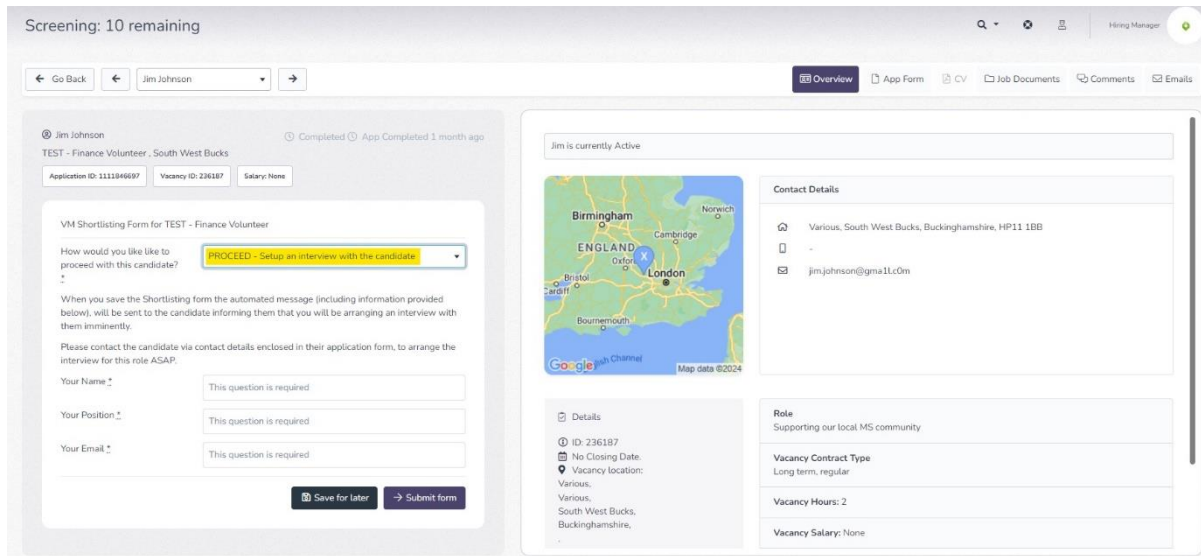 Screening: 10 remaining
Hiring Manager
Go Back
Jim Johnson
Overview
App Form
CV
Job Documents
Comments
Emails
Jim Johnson
Completed App Completed 1 month ago
TEST - Finance Volunteer , South West Bucks
Application ID: 1111846697
Vacancy ID: 236187
Salary: None
VM Shortlisting Form for TEST - Finance Volunteer
How would you like like to
proceed with this candidate?
*
PROCEED - Setup an interview with the candidate
When you save the Shortlisting form the automated message (including information provided
below), will be sent to the candidate informing them that you will be arranging an interview with
them imminently.
Please contact the candidate via contact details enclosed in their application form, to arrange the
interview for this role ASAP.
Your Name *
This question is required
Your Position *
This question is required
Your Email *
This question is required
Save for later
Submit form
Jim is currently Active
Birmingham
Norwich
Cambridge
ENGLAND
Oxfor
X
London
Bristol
Cardiff
Bournemouth
Google
lish Channel
Map data ©2024
Contact Details
Various, South West Bucks, Buckinghamshire, HP11 1BB
-
jim.johnson@gma1l.c0m
Details
ID: 236187
No Closing Date.
Vacancy location:
Various,
Various,
South West Bucks,
Buckinghamshire,
.
Role
Supporting our local MS community
Vacancy Contract Type
Long term, regular
Vacancy Hours: 2
Vacancy Salary: None